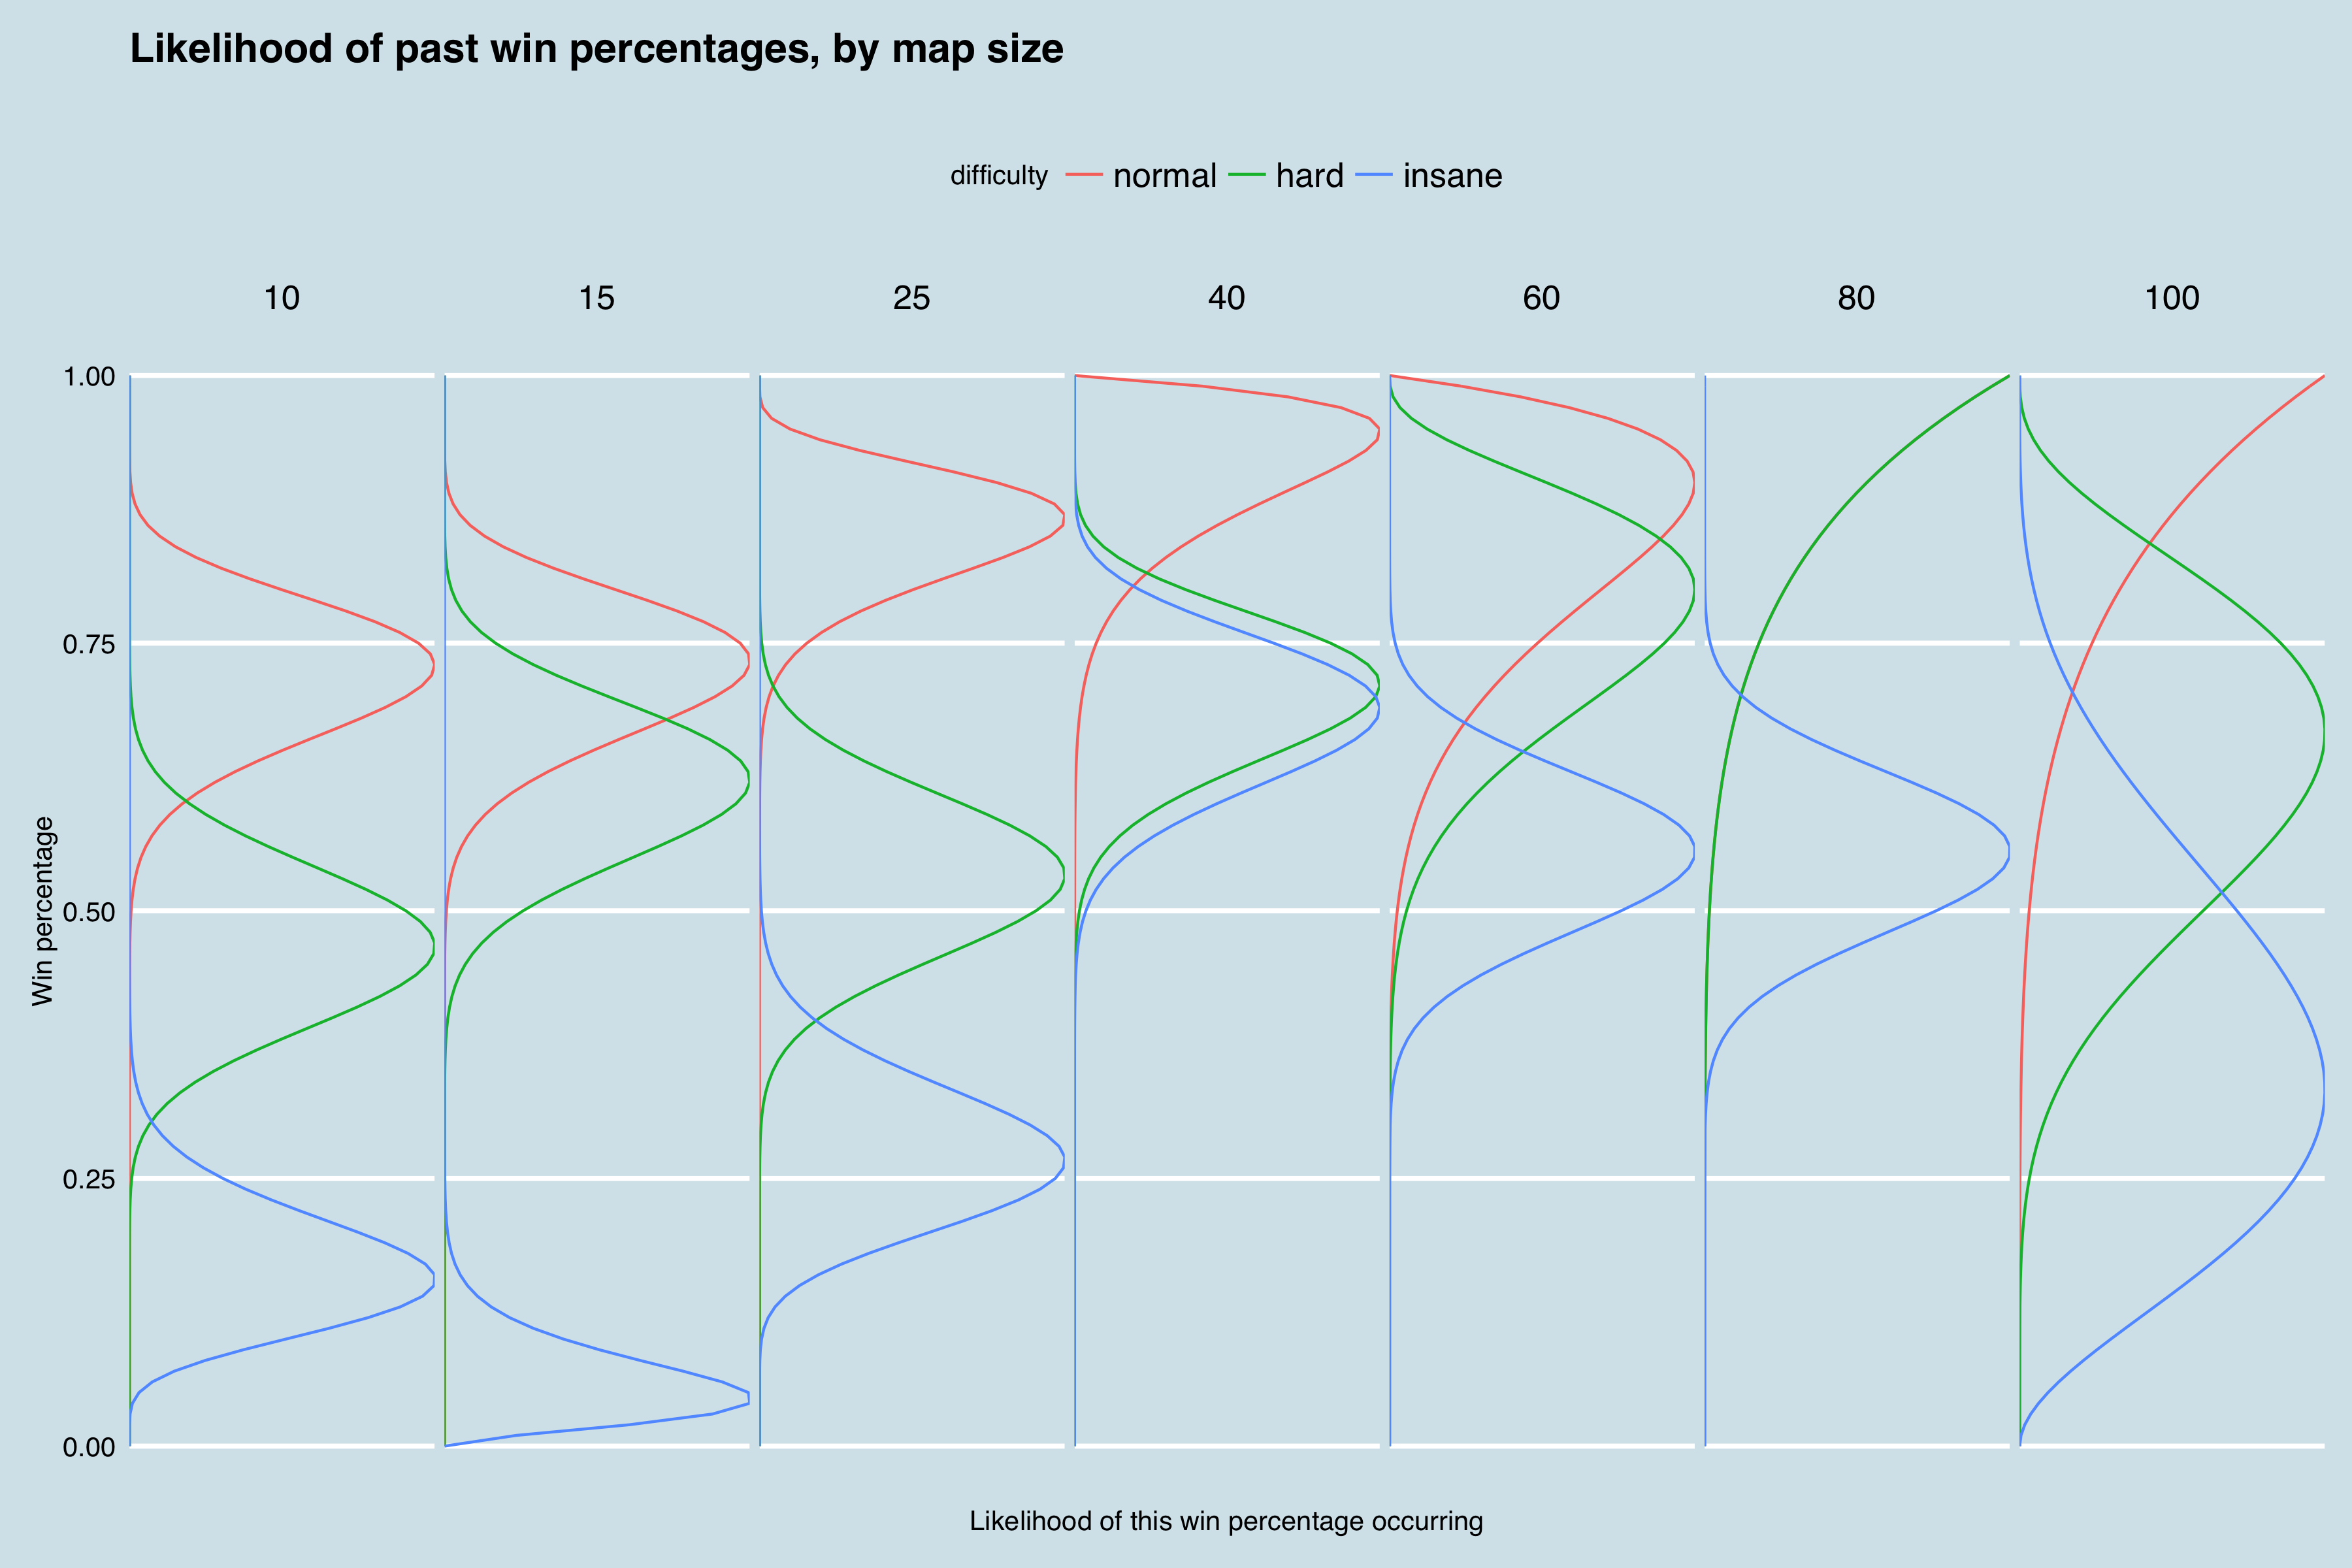 Likelihood of past win percentages, by map size
difficulty normal hard insane
10 15 25 40 60 80 100
1.00
0.75
0.50
0.25
0.00
Win percentage
Likelihood of this win percentage occurring